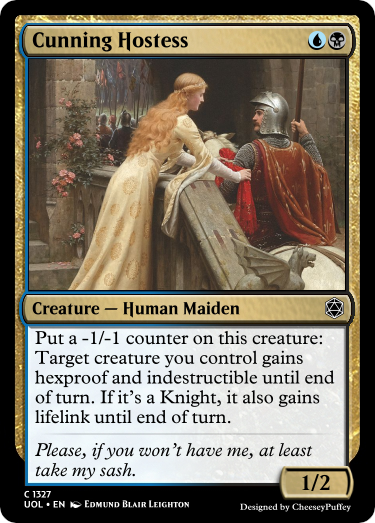 Cunning Hostess
Creature — Human Maiden
Put a -1/-1 counter on this creature:
Target creature you control gains
hexproof and indestructible until end
of turn. If it's a Knight, it also gains
lifelink until end of turn.
Please, if you won't have me, at least
take my sash.
1/2
C 1327
UOL • EN Edmund Blair Leighton
Designed by CheeseyPuffey